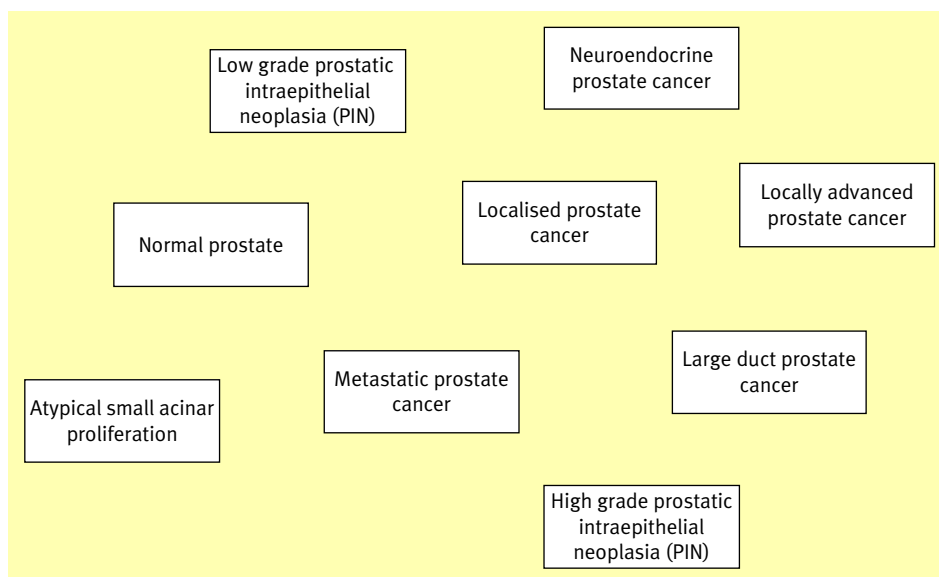 Neuroendocrine
prostate cancer
Low grade prostatic
intraepithelial
neoplasia (PIN)
Locally advanced
prostate cancer
Localised prostate
cancer
Normal prostate
Large duct prostate
cancer
Metastatic prostate
cancer
Atypical small acinar
proliferation
High grade prostatic
intraepithelial
neoplasia (PIN)